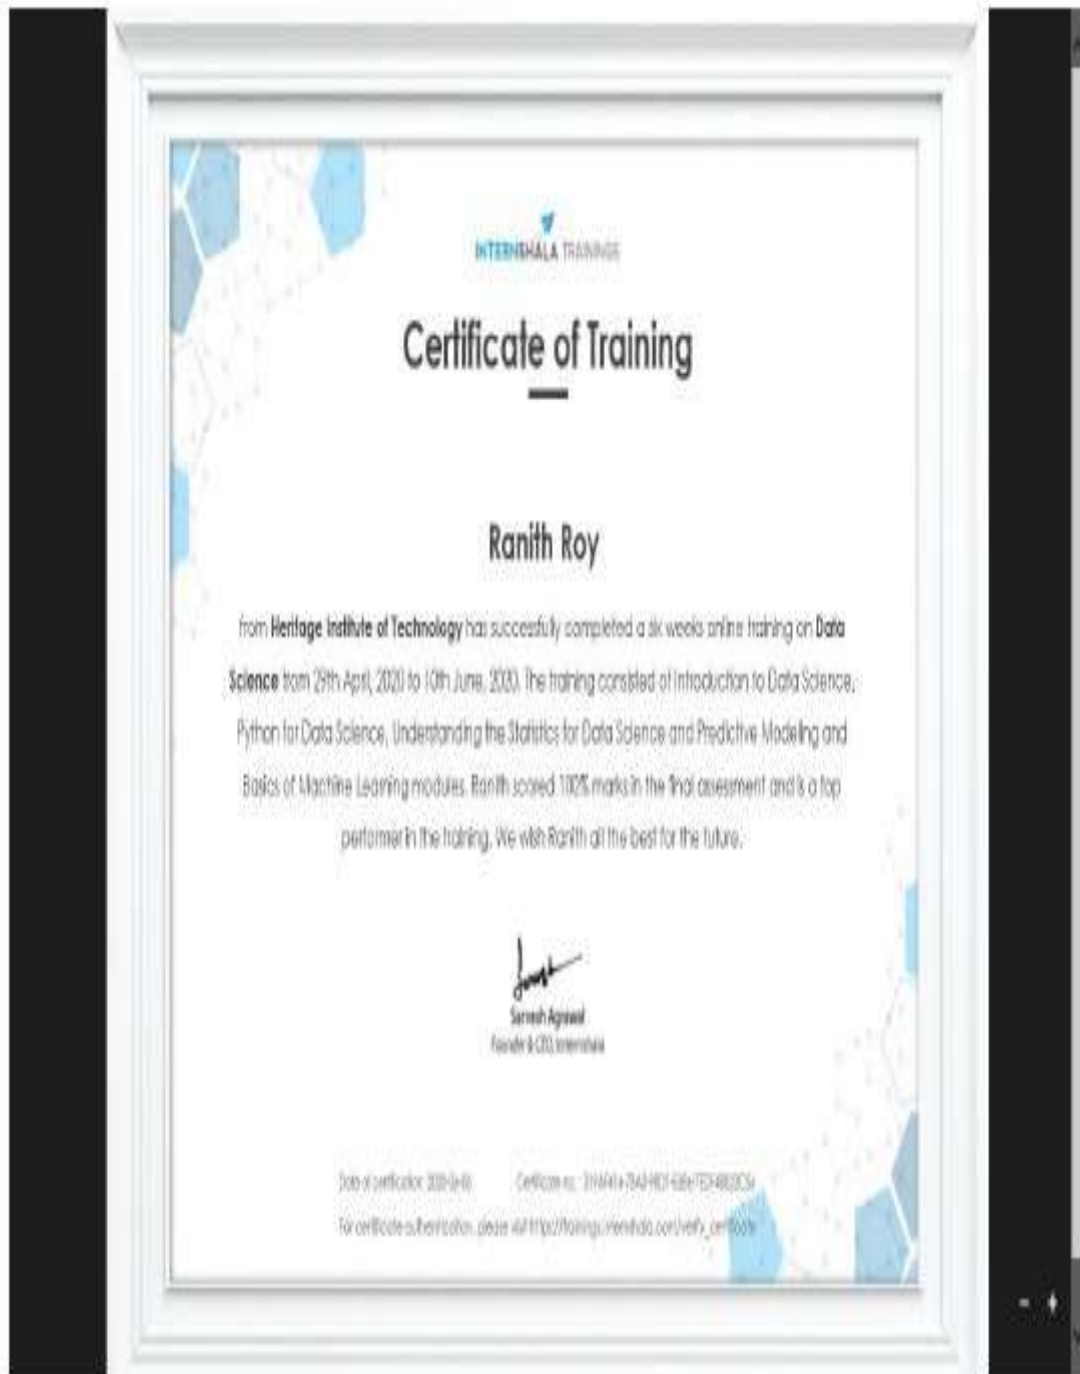 INTERNSHALA TRAININGS
Certificate of Training
Ranith Roy
from Heritage Institute of Technology has successfully completed a six weeks online training on Data
Science from 29th April, 2020 to 10th June, 2020. The training consisted of Introduction to Data Science,
Python for Data Science, Understanding the Statistics for Data Science and Predictive Modeling and
Basics of Machine Learning modules. Ranith scored 100% marks in the final assessment and is a top
performer in the training. We wish Ranith all the best for the future.
Sarvesh Agrawal
Founder & CEO, Internshala
Date of certification: Certificate no. :
For certificate authentication, please visit https://trainings.internshala.com/verify_certificate